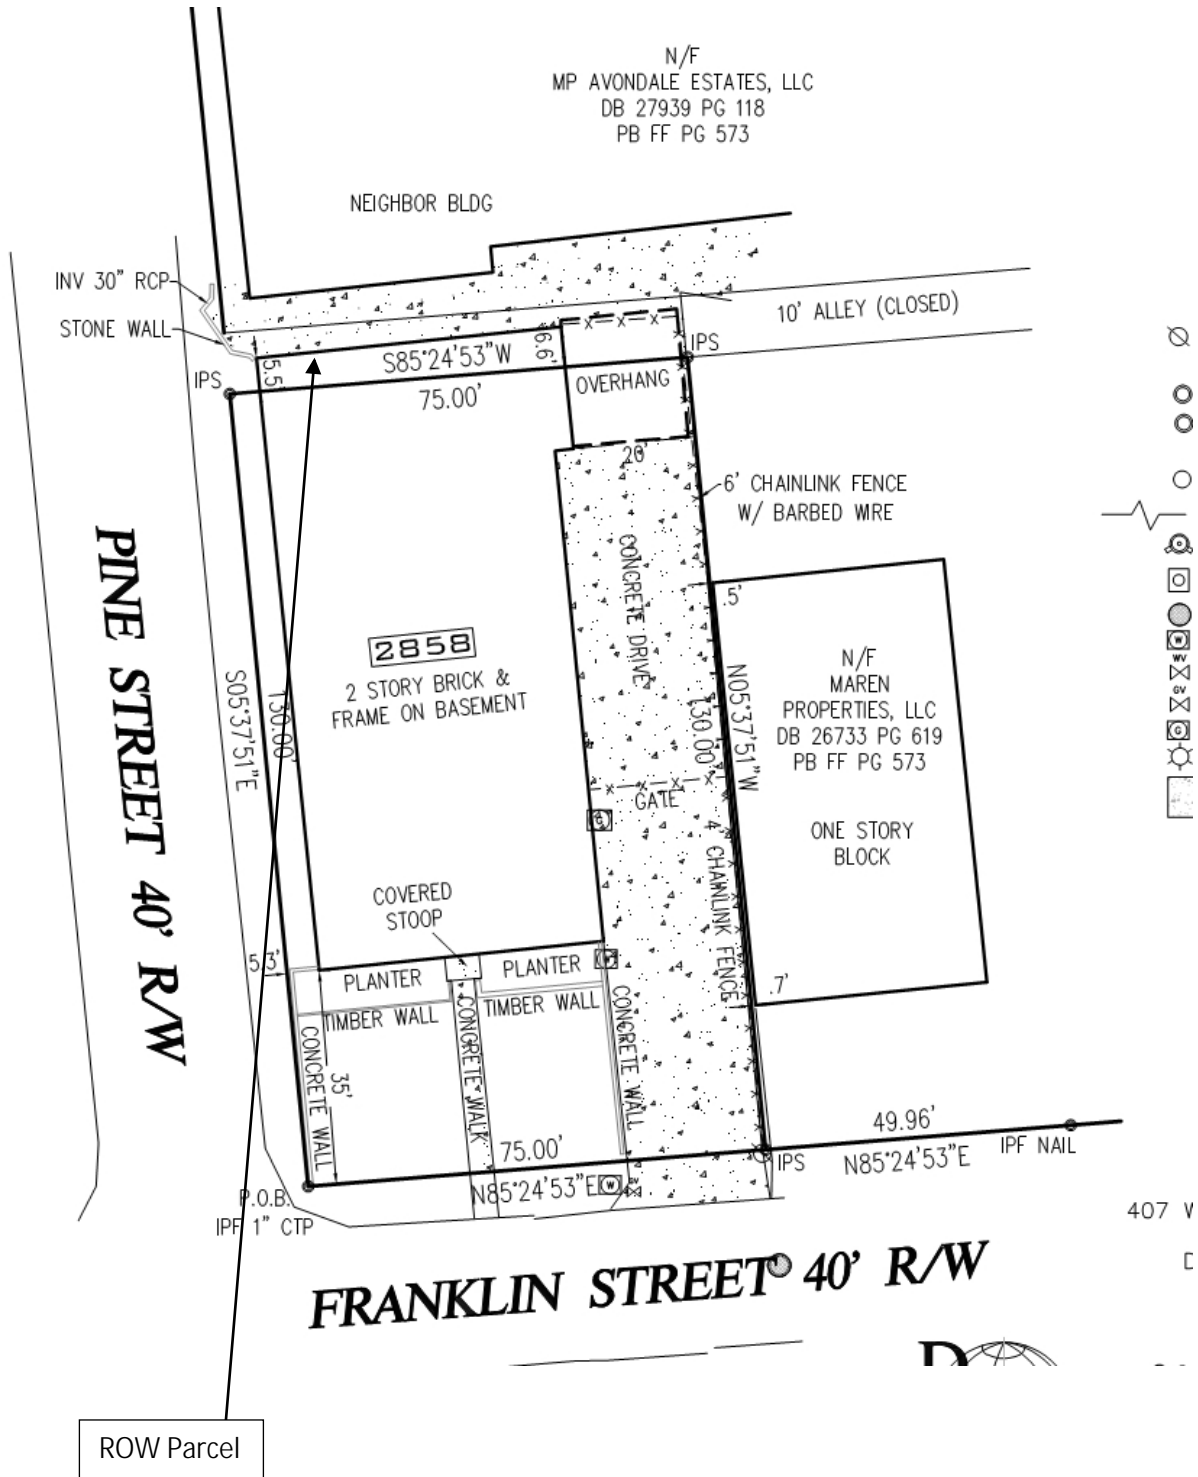 N/F
MP AVONDALE ESTATES, LLC
DB 27939 PG 118
PB FF PG 573
NEIGHBOR BLDG
INV 30" RCP
STONE WALL
10' ALLEY (CLOSED)
IPS
S85°24'53"W
6.6'
5.5'
IPS
75.00'
OVERHANG
20'
6' CHAINLINK FENCE
W/ BARBED WIRE
CONCRETE DRIVE
.5'
PINE STREET 40' R/W
2858
2 STORY BRICK &
FRAME ON BASEMENT
S05°37'51"E
130.00'
130.00'
N05°37'51"W
N/F
MAREN
PROPERTIES, LLC
DB 26733 PG 619
PB FF PG 573
ONE STORY
BLOCK
GATE
G
4' CHAINLINK FENCE
COVERED
STOOP
5.3'
PLANTER
PLANTER
.7'
TIMBER WALL
TIMBER WALL
CONCRETE WALL
35'
CONCRETE WALK
CONCRETE WALL
75.00'
N85°24'53"E
W
IPS
49.96'
N85°24'53"E
IPF NAIL
P.O.B.
IPF 1" CTP
FRANKLIN STREET 40' R/W
W
WV
GV
G
407 W
D
D
ROW Parcel